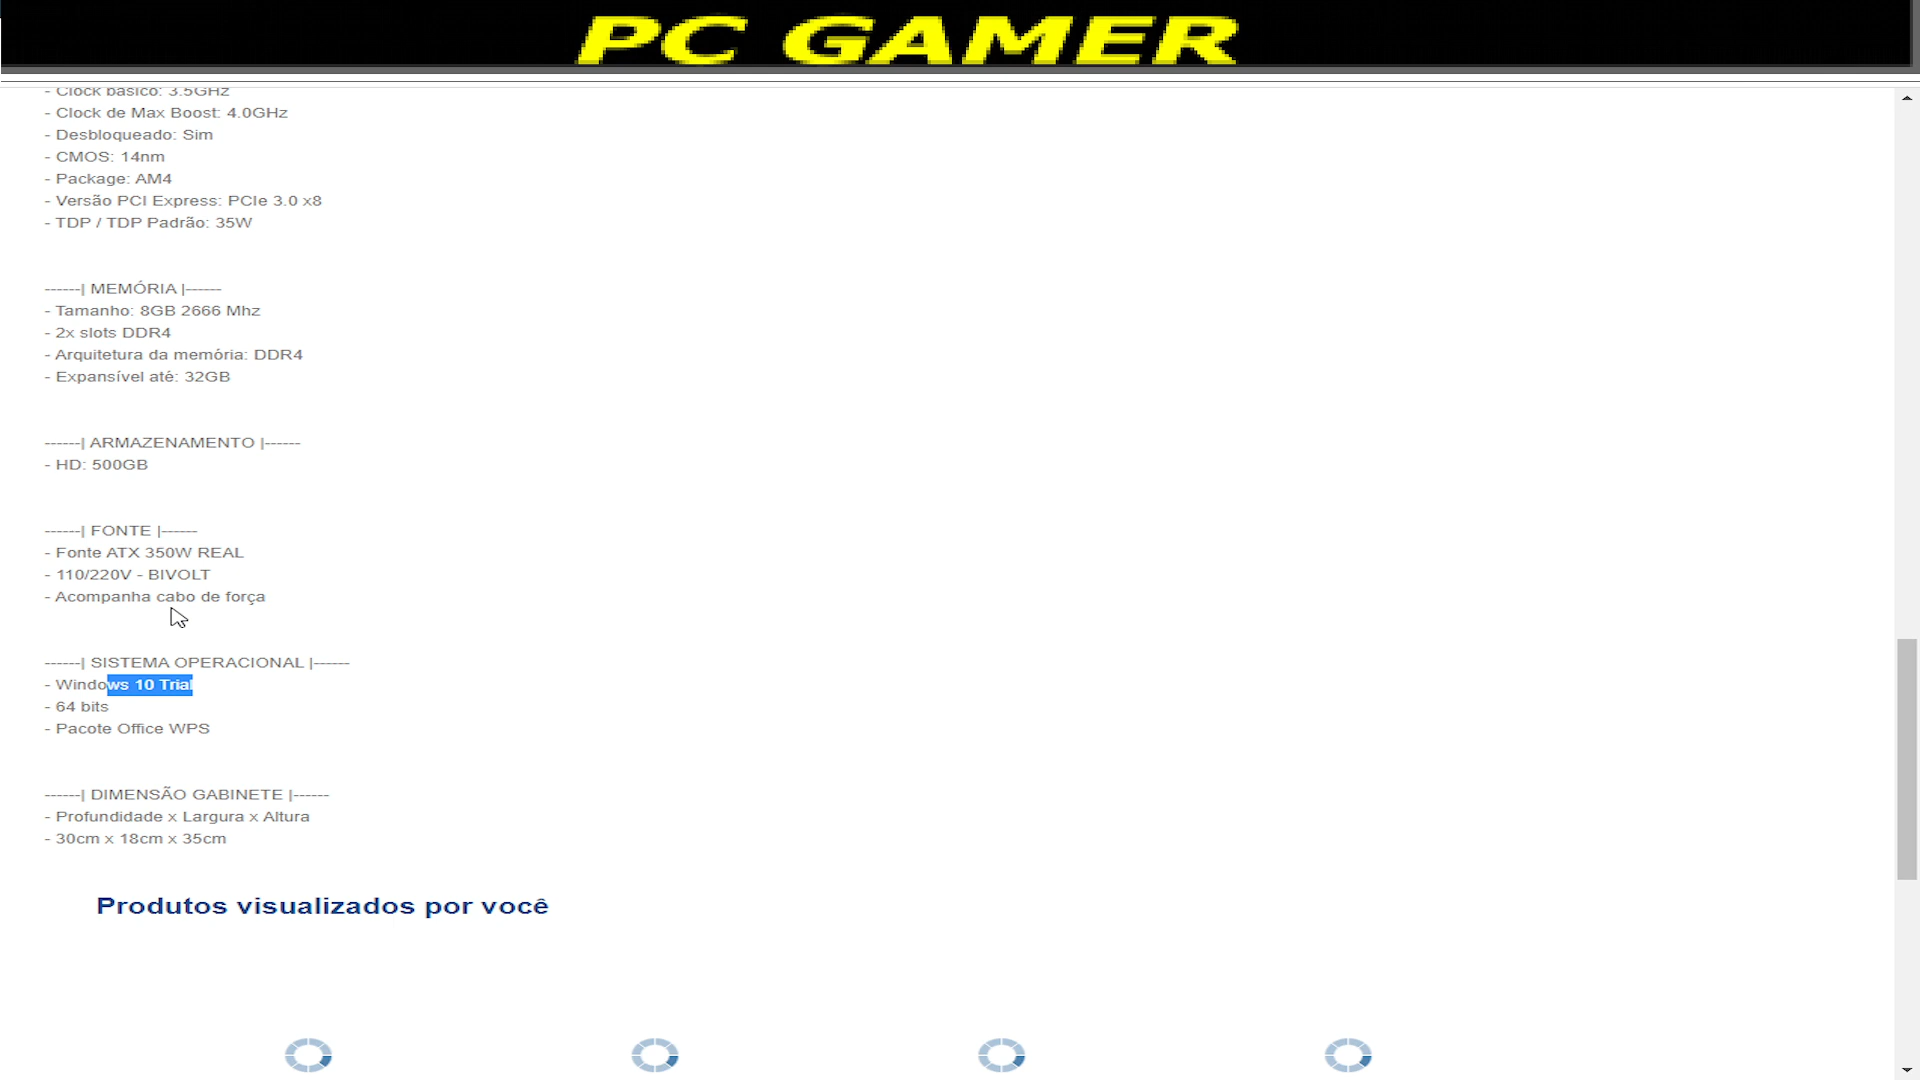 PC GAMER
- Clock básico: 3.5GHz
- Clock de Max Boost: 4.0GHz
- Desbloqueado: Sim
- CMOS: 14nm
- Package: AM4
- Versão PCI Express: PCIe 3.0 x8
- TDP / TDP Padrão: 35W
------| MEMÓRIA |------
- Tamanho: 8GB 2666 Mhz
- 2x slots DDR4
- Arquitetura da memória: DDR4
- Expansível até: 32GB
------| ARMAZENAMENTO |------
- HD: 500GB
------| FONTE |------
- Fonte ATX 350W REAL
- 110/220V - BIVOLT
- Acompanha cabo de força
------| SISTEMA OPERACIONAL |------
- Windows 10 Trial
- 64 bits
- Pacote Office WPS
------| DIMENSÃO GABINETE |------
- Profundidade x Largura x Altura
- 30cm x 18cm x 35cm
Produtos visualizados por você